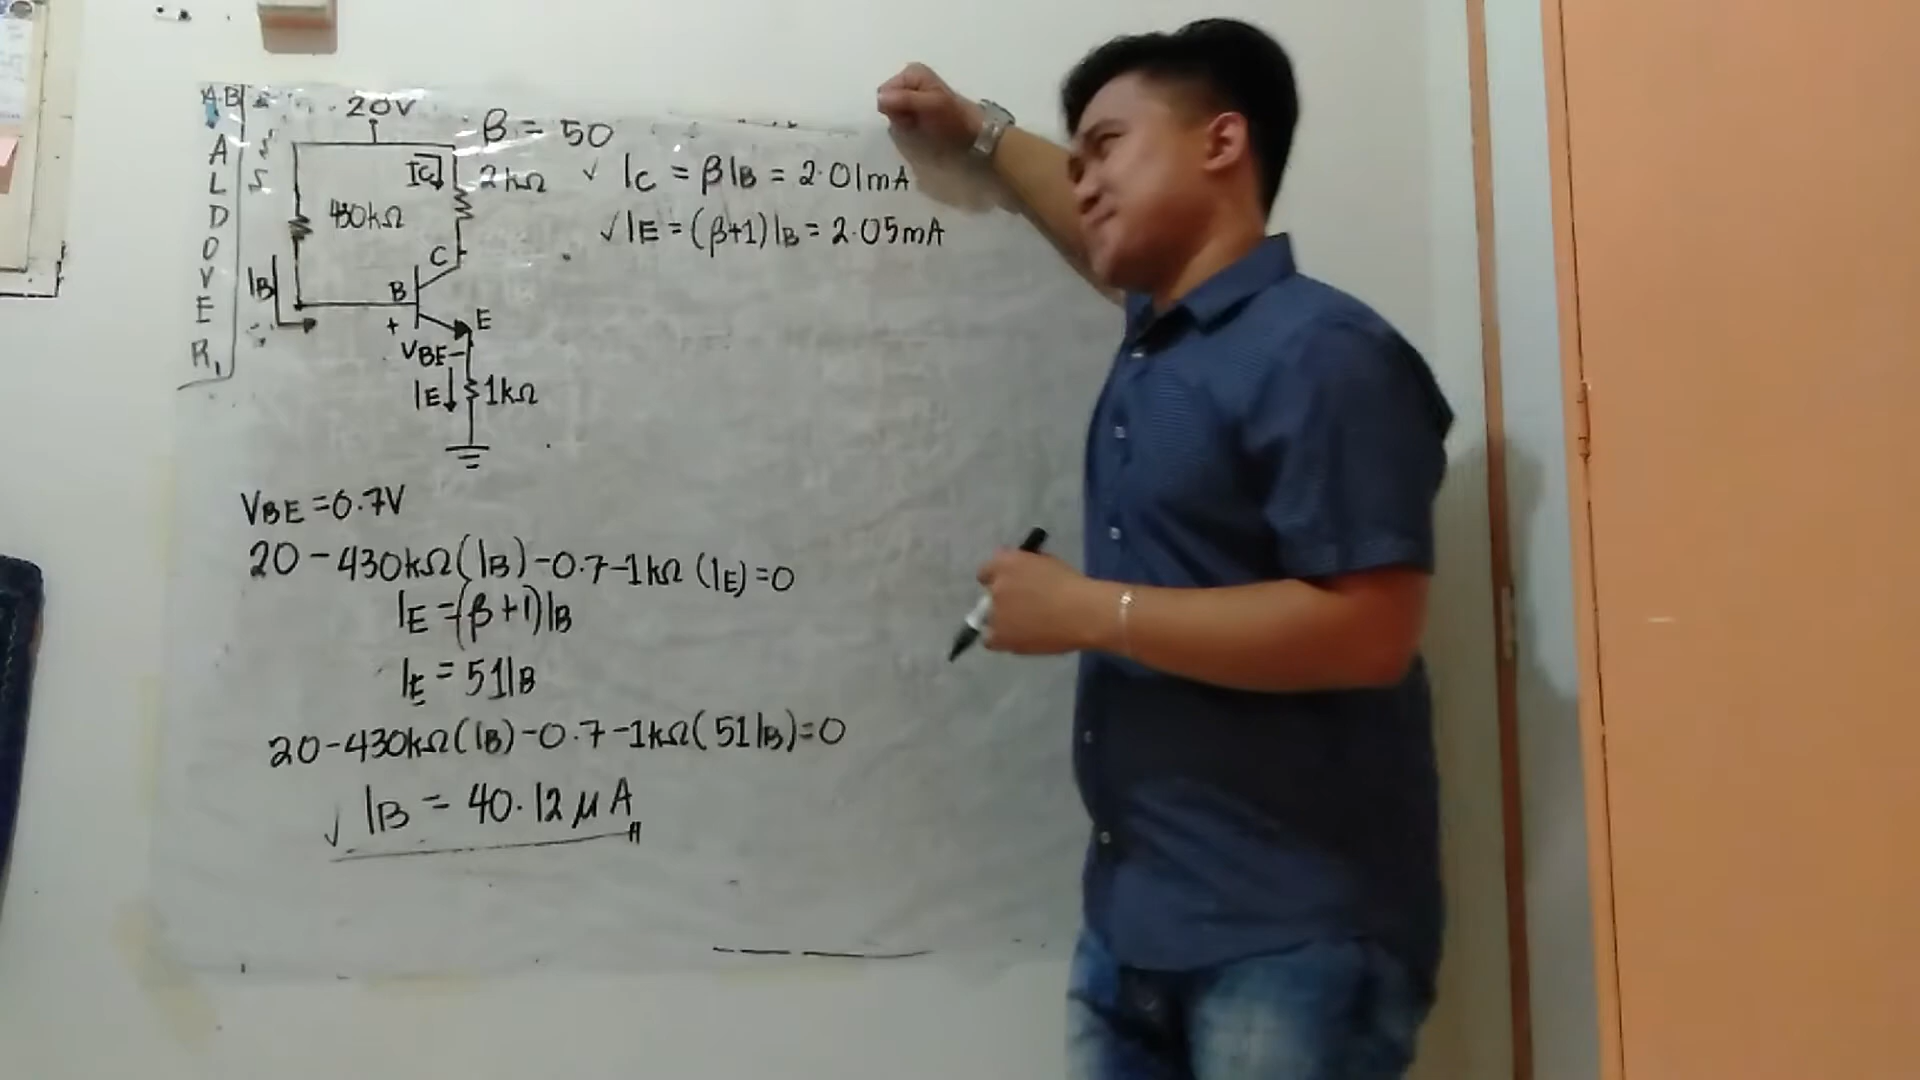 A.B
ALDOVER
20V
β = 50
IC
2kΩ
✓ IC = βIB = 2.01mA
430kΩ
✓ IE = (β+1)IB = 2.05mA
C
IB
B
E
+
VBE -
IE
1kΩ
VBE = 0.7V
20 - 430kΩ(IB) - 0.7 - 1kΩ (IE) = 0
IE = (β+1)IB
IE = 51IB
20 - 430kΩ(IB) - 0.7 - 1kΩ(51IB) = 0
✓ IB = 40.12 μA